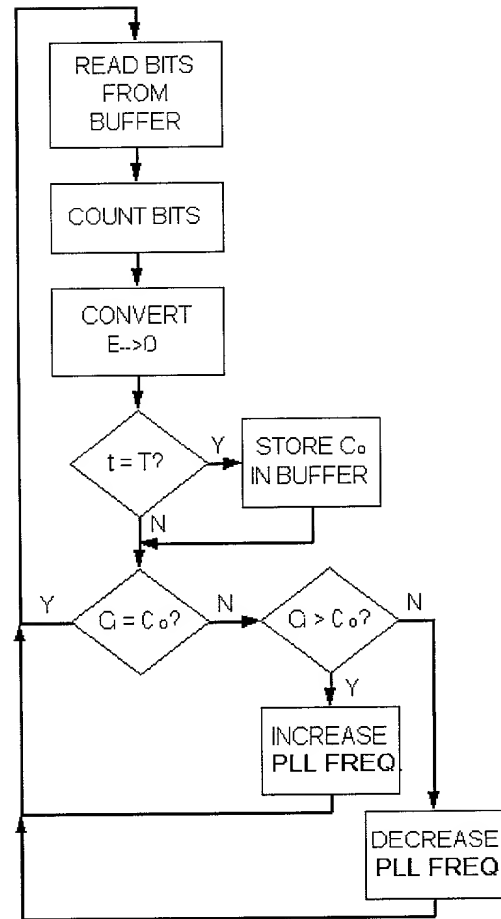 READ BITS
FROM
BUFFER
COUNT BITS
CONVERT
E-->0
t = T?
Y
STORE Co
IN BUFFER
N
Y
Ci = Co?
N
Ci > Co?
N
Y
INCREASE
PLL FREQ.
DECREASE
PLL FREQ